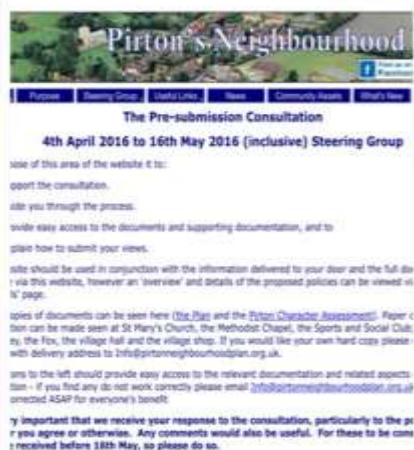 Pirton's Neighbourhood
Purpose Steering Group Useful Links News Community Assets What's New
The Pre-submission Consultation
4th April 2016 to 16th May 2016 (inclusive) Steering Group
ose of this area of the website it to:
pport the consultation.
ide you through the process.
ovide easy access to the documents and supporting documentation, and to
plain how to submit your views.
site should be used in conjunction with the information delivered to your door and the full do
via this website, however an 'overview' and details of the proposed policies can be viewed vi
s' page.
opies of documents can be seen here (the Plan and the Pirton Character Assessment). Paper c
tion can be made seen at St Mary's Church, the Methodist Chapel, the Sports and Social Club
ey, the Fox, the village hall and the village shop. If you would like your own hard copy please
with delivery address to Info@pirtonneighbourhoodplan.org.uk.
ons to the left should provide easy access to the relevant documentation and related aspects
tion - if you find any do not work correctly please email Info@pirtonneighbourhoodplan.org.uk
orrected ASAP for everyone's benefit
y important that we receive your response to the consultation, particularly to the po
r you agree or otherwise. Any comments would also be useful. For these to be cons
e received before 16th May, so please do so.